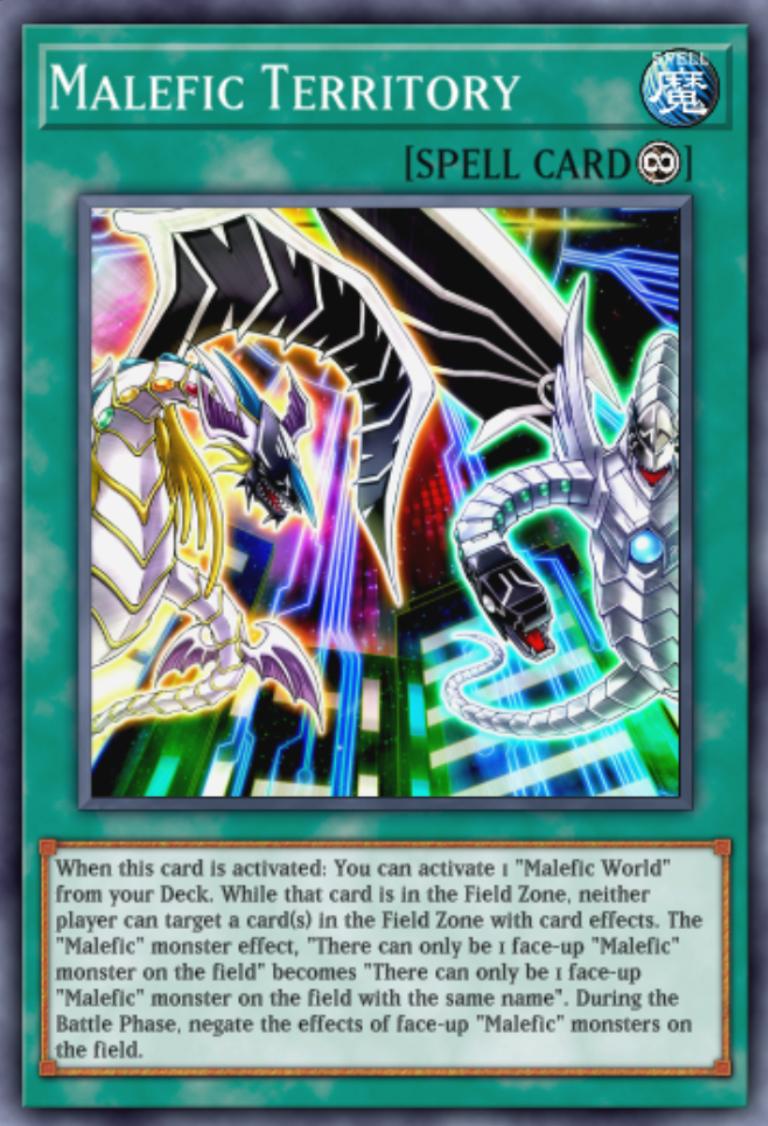 Malefic Territory
SPELL
魔
[SPELL CARD]
When this card is activated: You can activate 1 "Malefic World"
from your Deck. While that card is in the Field Zone, neither
player can target a card(s) in the Field Zone with card effects. The
"Malefic" monster effect, "There can only be 1 face-up "Malefic"
monster on the field" becomes "There can only be 1 face-up
"Malefic" monster on the field with the same name". During the
Battle Phase, negate the effects of face-up "Malefic" monsters on
the field.